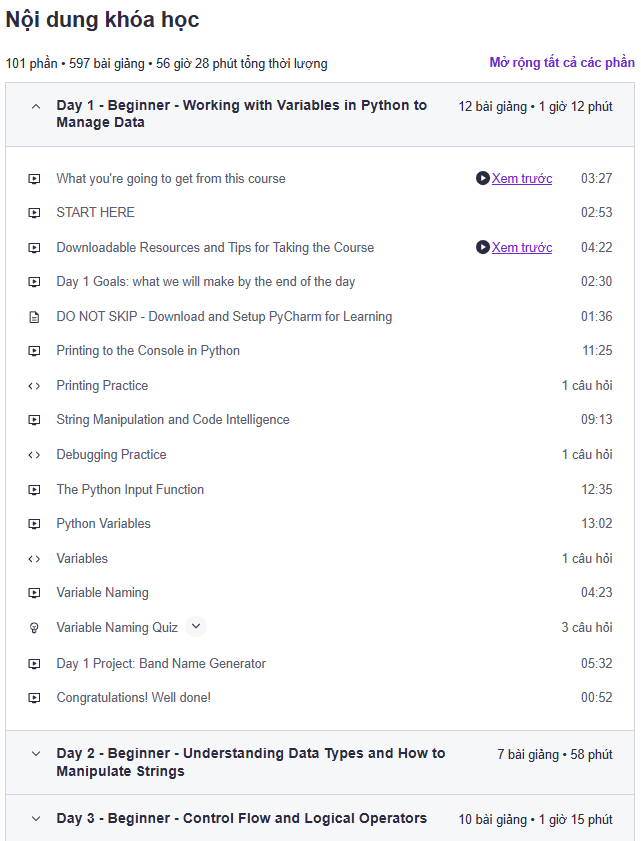 Nội dung khóa học
101 phần • 597 bài giảng • 56 giờ 28 phút tổng thời lượng
Mở rộng tất cả các phần
Day 1 - Beginner - Working with Variables in Python to
Manage Data
12 bài giảng • 1 giờ 12 phút
What you're going to get from this course Xem trước 03:27
START HERE 02:53
Downloadable Resources and Tips for Taking the Course Xem trước 04:22
Day 1 Goals: what we will make by the end of the day 02:30
DO NOT SKIP - Download and Setup PyCharm for Learning 01:36
Printing to the Console in Python 11:25
Printing Practice 1 câu hỏi
String Manipulation and Code Intelligence 09:13
Debugging Practice 1 câu hỏi
The Python Input Function 12:35
Python Variables 13:02
Variables 1 câu hỏi
Variable Naming 04:23
Variable Naming Quiz 3 câu hỏi
Day 1 Project: Band Name Generator 05:32
Congratulations! Well done! 00:52
Day 2 - Beginner - Understanding Data Types and How to
Manipulate Strings
7 bài giảng • 58 phút
Day 3 - Beginner - Control Flow and Logical Operators 10 bài giảng • 1 giờ 15 phút